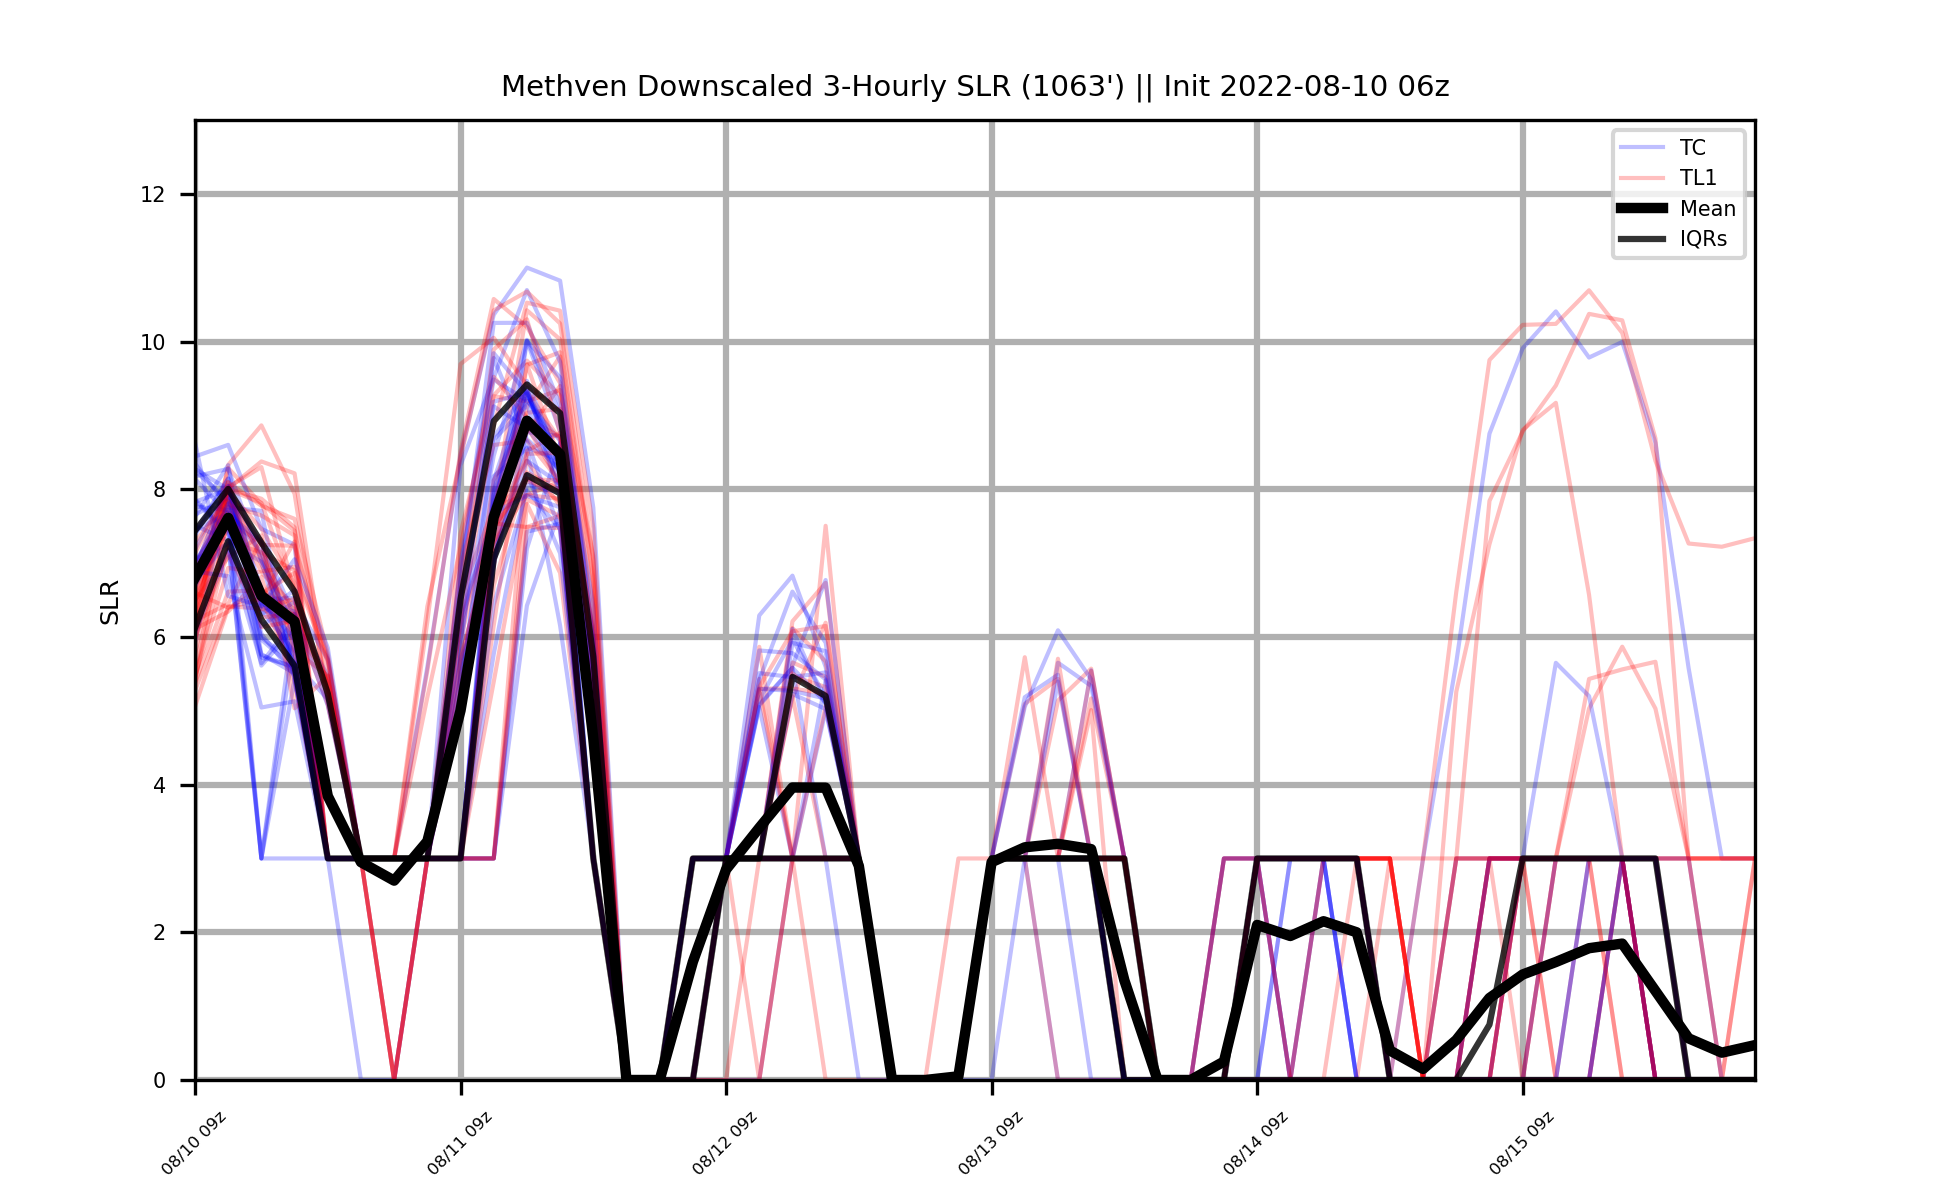 Methven Downscaled 3-Hourly SLR (1063') || Init 2022-08-10 06z
TC
TL1
Mean
IQRs
SLR
12
10
8
6
4
2
0
08/10 09z
08/11 09z
08/12 09z
08/13 09z
08/14 09z
08/15 09z